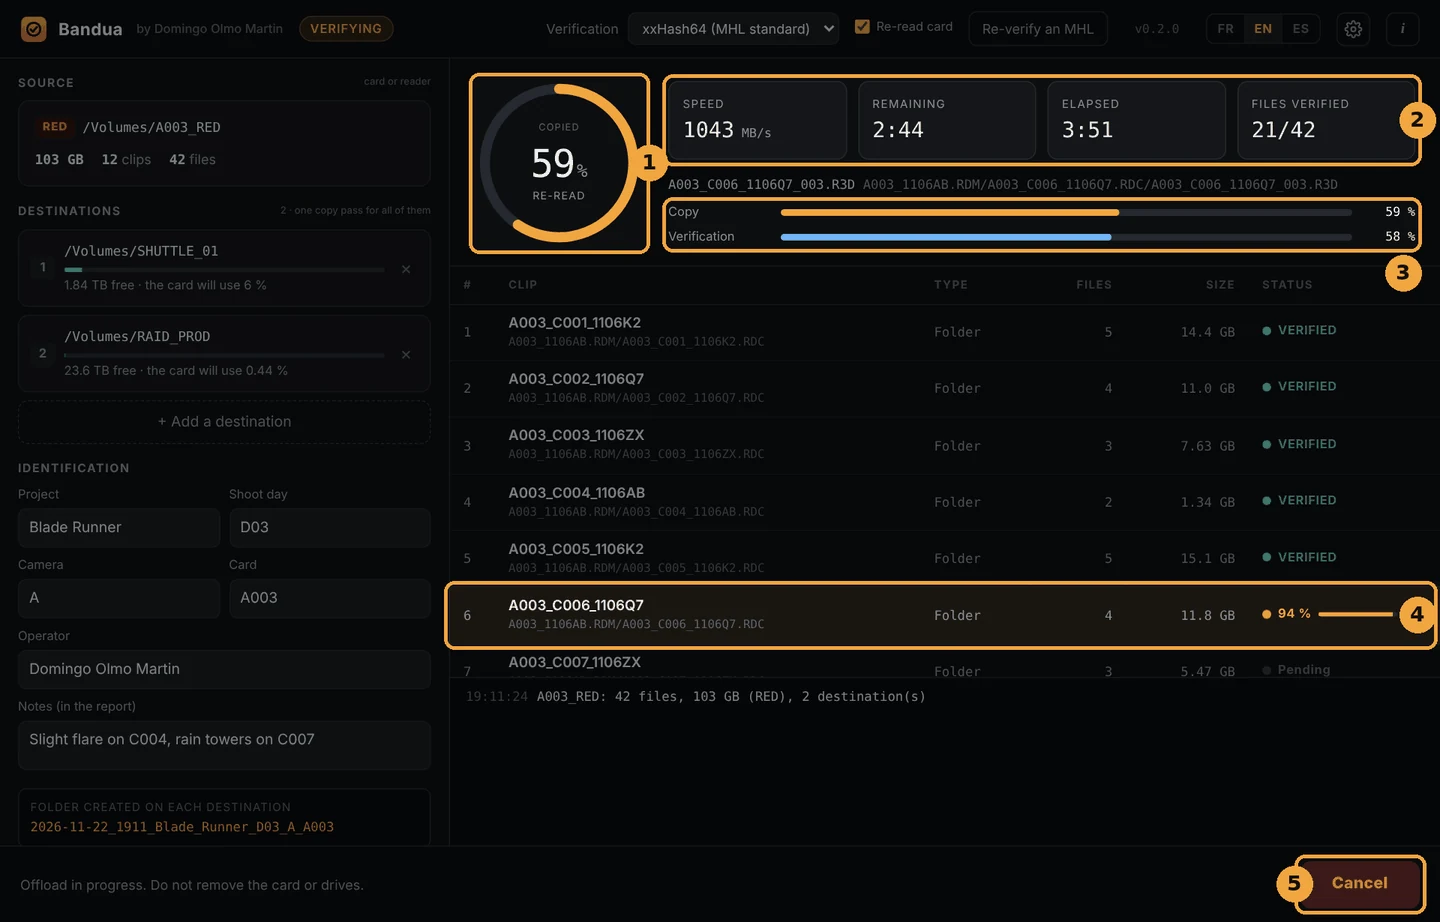 Bandua by Domingo Olmo Martin VERIFYING
Verification xxHash64 (MHL standard) Re-read card Re-verify an MHL v0.2.0 FR EN ES i
SOURCE card or reader
RED /Volumes/A003_RED
103 GB 12 clips 42 files
DESTINATIONS 2 · one copy pass for all of them
1 /Volumes/SHUTTLE_01 ×
1.84 TB free · the card will use 6 %
2 /Volumes/RAID_PROD ×
23.6 TB free · the card will use 0.44 %
+ Add a destination
IDENTIFICATION
Project Shoot day
Blade Runner D03
Camera Card
A A003
Operator
Domingo Olmo Martin
Notes (in the report)
Slight flare on C004, rain towers on C007
FOLDER CREATED ON EACH DESTINATION
2026-11-22_1911_Blade_Runner_D03_A_A003
COPIED
59 %
RE-READ
1
SPEED REMAINING ELAPSED FILES VERIFIED
1043 MB/s 2:44 3:51 21/42
2
A003_C006_1106Q7_003.R3D A003_1106AB.RDM/A003_C006_1106Q7.RDC/A003_C006_1106Q7_003.R3D
Copy 59 %
Verification 58 %
3
# CLIP TYPE FILES SIZE STATUS
1 A003_C001_1106K2 Folder 5 14.4 GB VERIFIED
A003_1106AB.RDM/A003_C001_1106K2.RDC
2 A003_C002_1106Q7 Folder 4 11.0 GB VERIFIED
A003_1106AB.RDM/A003_C002_1106Q7.RDC
3 A003_C003_1106ZX Folder 3 7.63 GB VERIFIED
A003_1106AB.RDM/A003_C003_1106ZX.RDC
4 A003_C004_1106AB Folder 2 1.34 GB VERIFIED
A003_1106AB.RDM/A003_C004_1106AB.RDC
5 A003_C005_1106K2 Folder 5 15.1 GB VERIFIED
A003_1106AB.RDM/A003_C005_1106K2.RDC
6 A003_C006_1106Q7 Folder 4 11.8 GB 94 % 4
A003_1106AB.RDM/A003_C006_1106Q7.RDC
7 A003_C007_1106ZX Folder 3 5.47 GB Pending
19:11:24 A003_RED: 42 files, 103 GB (RED), 2 destination(s)
Offload in progress. Do not remove the card or drives.
5 Cancel